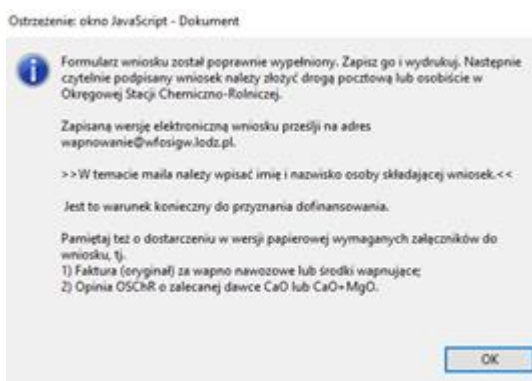 Ostrzeżenie: okno JavaScript - Dokument
Formularz wniosku został poprawnie wypełniony. Zapisz go i wydrukuj. Następnie
czytelnie podpisany wniosek należy złożyć drogą pocztową lub osobiście w
Okręgowej Stacji Chemiczno-Rolniczej.
Zapisaną wersję elektroniczną wniosku prześlij na adres
wapnowanie@wfosigw.lodz.pl.
>>W temacie maila należy wpisać imię i nazwisko osoby składającej wniosek.<<
Jest to warunek konieczny do przyznania dofinansowania.
Pamiętaj też o dostarczeniu w wersji papierowej wymaganych załączników do
wniosku, tj.
1) Faktura (oryginał) za wapno nawozowe lub środki wapnujące;
2) Opinia OSChR o zalecanej dawce CaO lub CaO+MgO.
OK